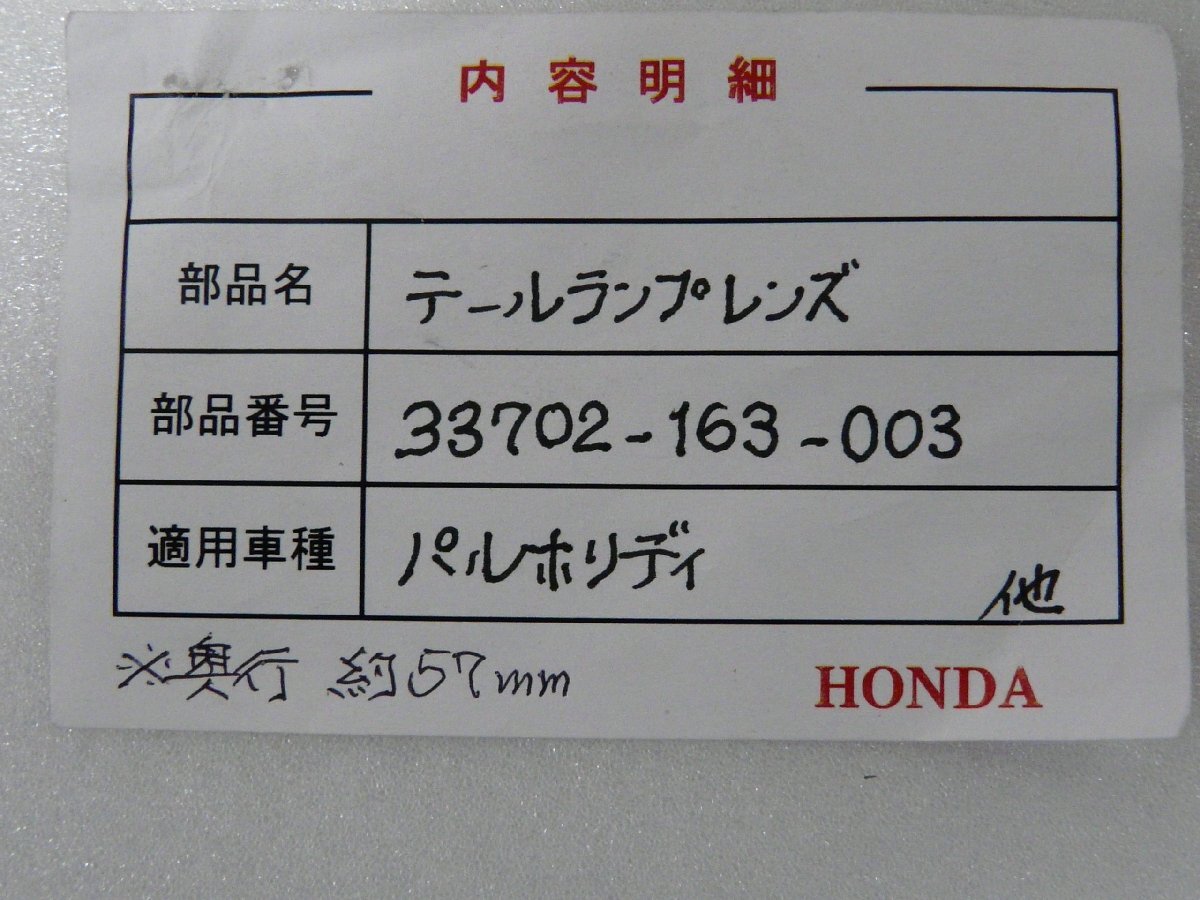 内容明細
部品名 テールランプレンズ
部品番号 33702-163-003
適用車種 パルホリディ 他
※奥行 約57mm
HONDA